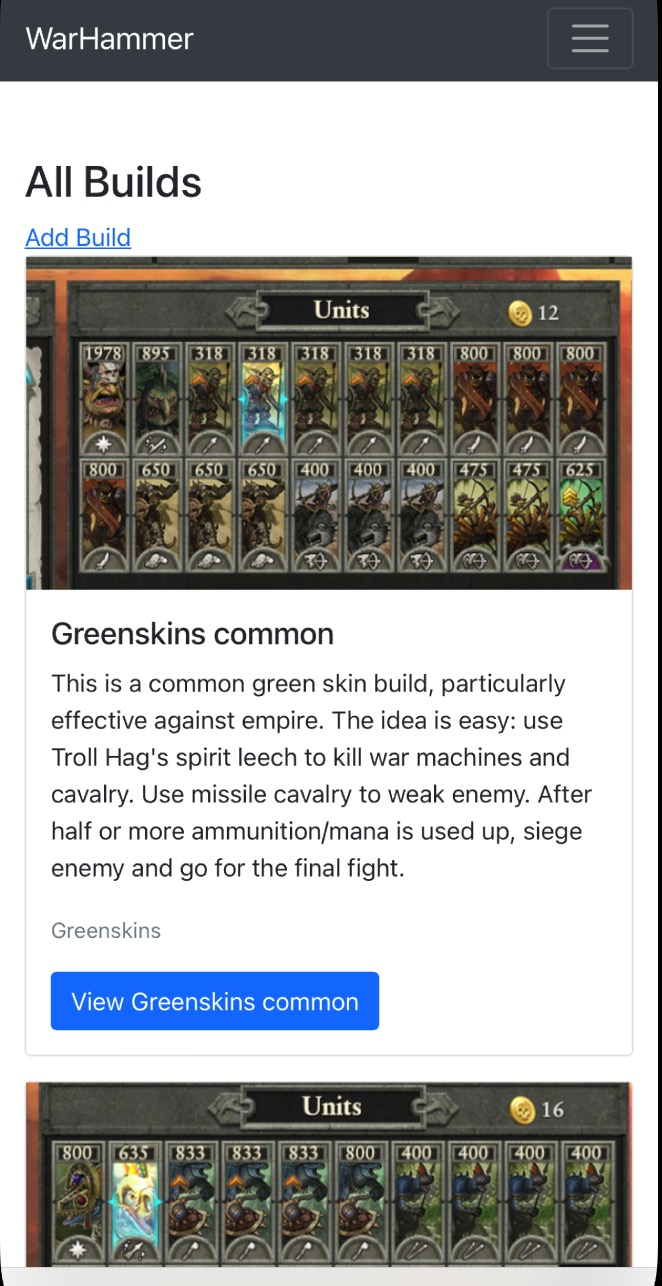 WarHammer
All Builds
Add Build
Units 12
1978 895 318 318 318 318 318 800 800 800
800 650 650 650 400 400 400 475 475 625
Greenskins common
This is a common green skin build, particularly
effective against empire. The idea is easy: use
Troll Hag's spirit leech to kill war machines and
cavalry. Use missile cavalry to weak enemy. After
half or more ammunition/mana is used up, siege
enemy and go for the final fight.
Greenskins
View Greenskins common
Units 16
800 635 833 833 833 800 400 400 400 400